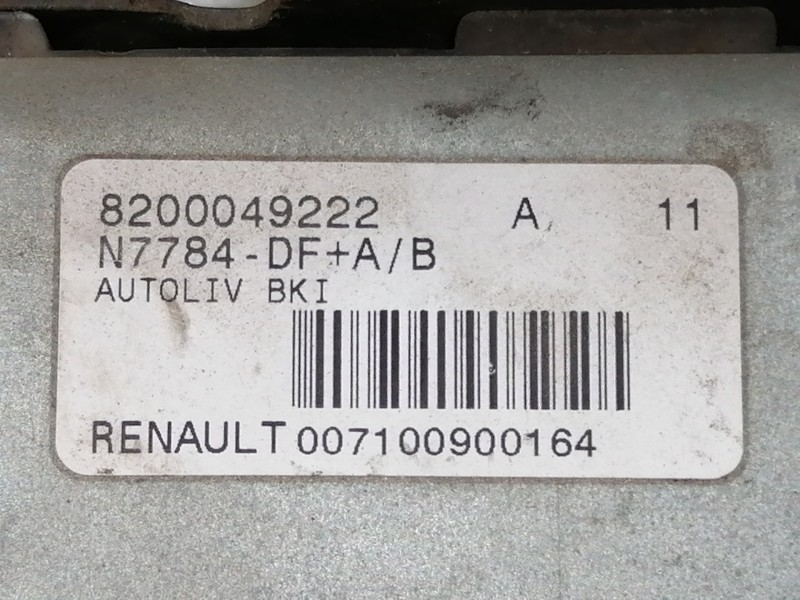 8200049222 A 11
N7784-DF+A/B
AUTOLIV BKI
RENAULT 007100900164